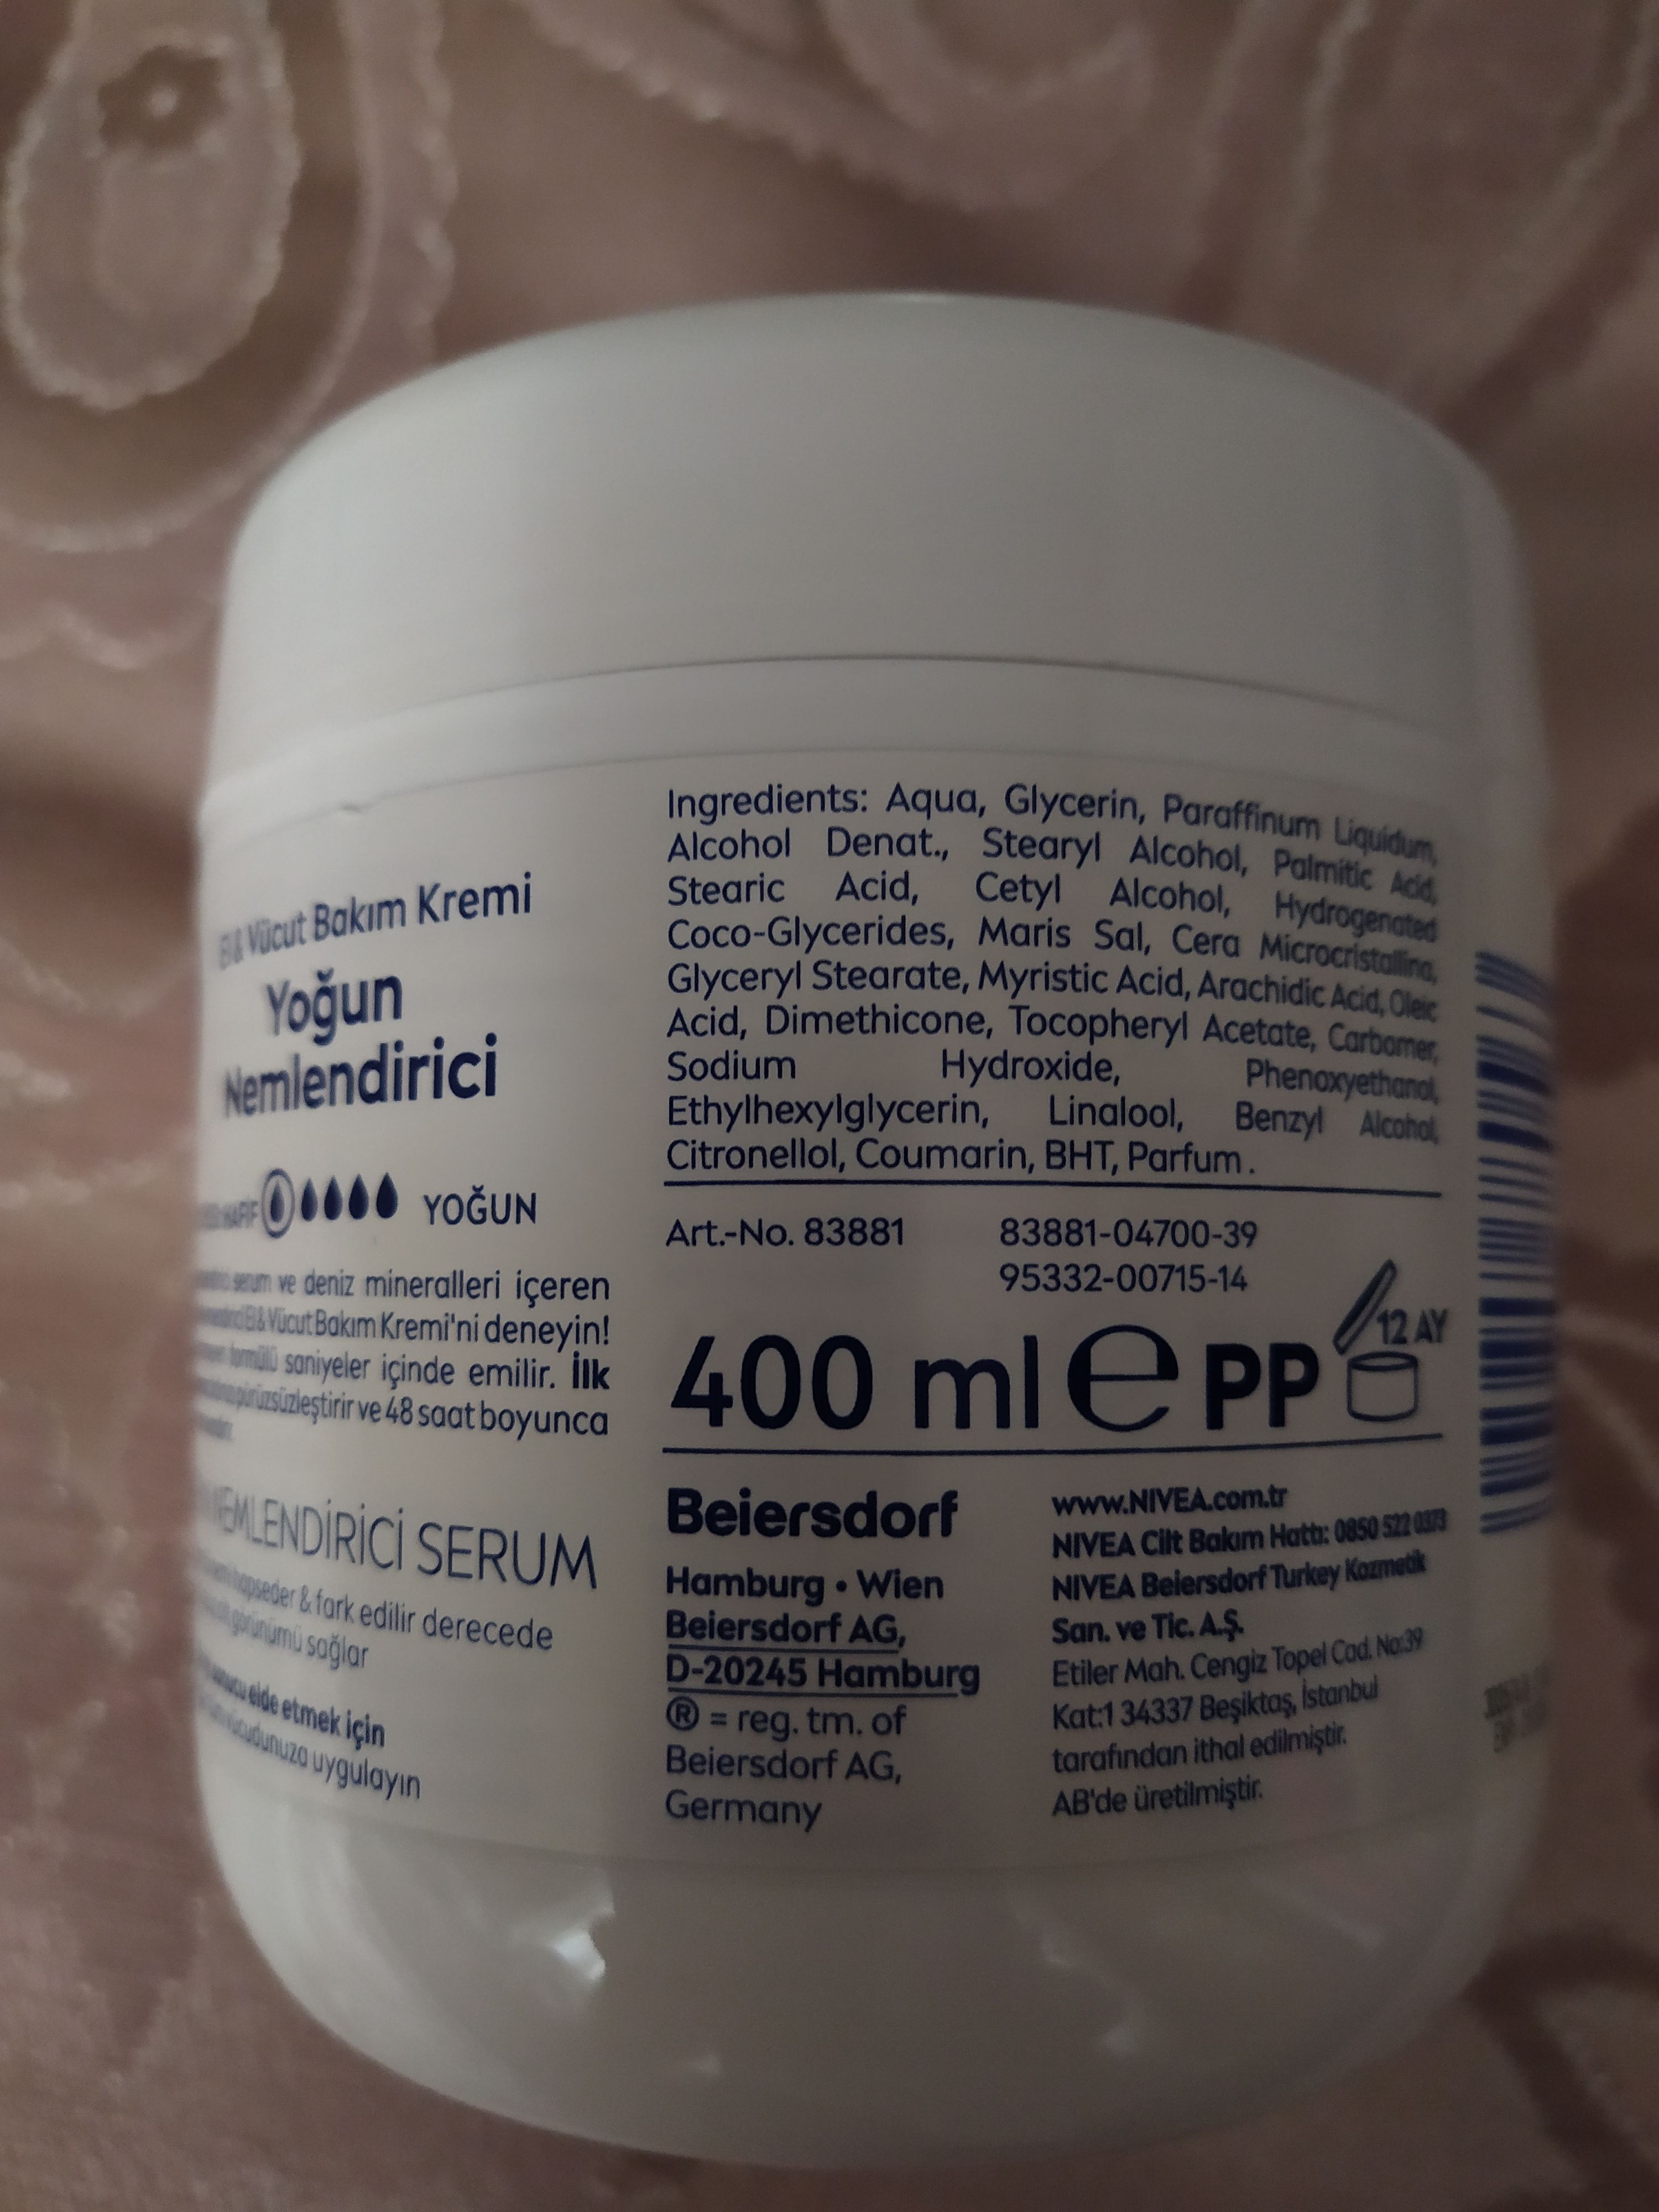 El & Vücut Bakım Kremi
Yoğun
Nemlendirici
HAFİF YOĞUN
serum ve deniz mineralleri içeren
El & Vücut Bakım Kremi'ni deneyin!
formülü saniyeler içinde emilir. İlk
pürüzsüzleştirir ve 48 saat boyunca
NEMLENDİRİCİ SERUM
hapseder & fark edilir derecede
görünümü sağlar
sonucu elde etmek için
vücudunuza uygulayın
Ingredients: Aqua, Glycerin, Paraffinum Liquidum,
Alcohol Denat., Stearyl Alcohol, Palmitic Acid,
Stearic Acid, Cetyl Alcohol, Hydrogenated
Coco-Glycerides, Maris Sal, Cera Microcristallina,
Glyceryl Stearate, Myristic Acid, Arachidic Acid, Oleic
Acid, Dimethicone, Tocopheryl Acetate, Carbomer,
Sodium Hydroxide, Phenoxyethanol,
Ethylhexylglycerin, Linalool, Benzyl Alcohol,
Citronellol, Coumarin, BHT, Parfum.
Art.-No. 83881 83881-04700-39
95332-00715-14
400 ml e PP 12 AY
Beiersdorf
Hamburg • Wien
Beiersdorf AG,
D-20245 Hamburg
® = reg. tm. of
Beiersdorf AG,
Germany
www.NIVEA.com.tr
NIVEA Cilt Bakım Hattı: 0850 522 0373
NIVEA Beiersdorf Turkey Kozmetik
San. ve Tic. A.Ş.
Etiler Mah. Cengiz Topel Cad. No:39
Kat:1 34337 Beşiktaş, İstanbul
tarafından ithal edilmiştir.
AB'de üretilmiştir.